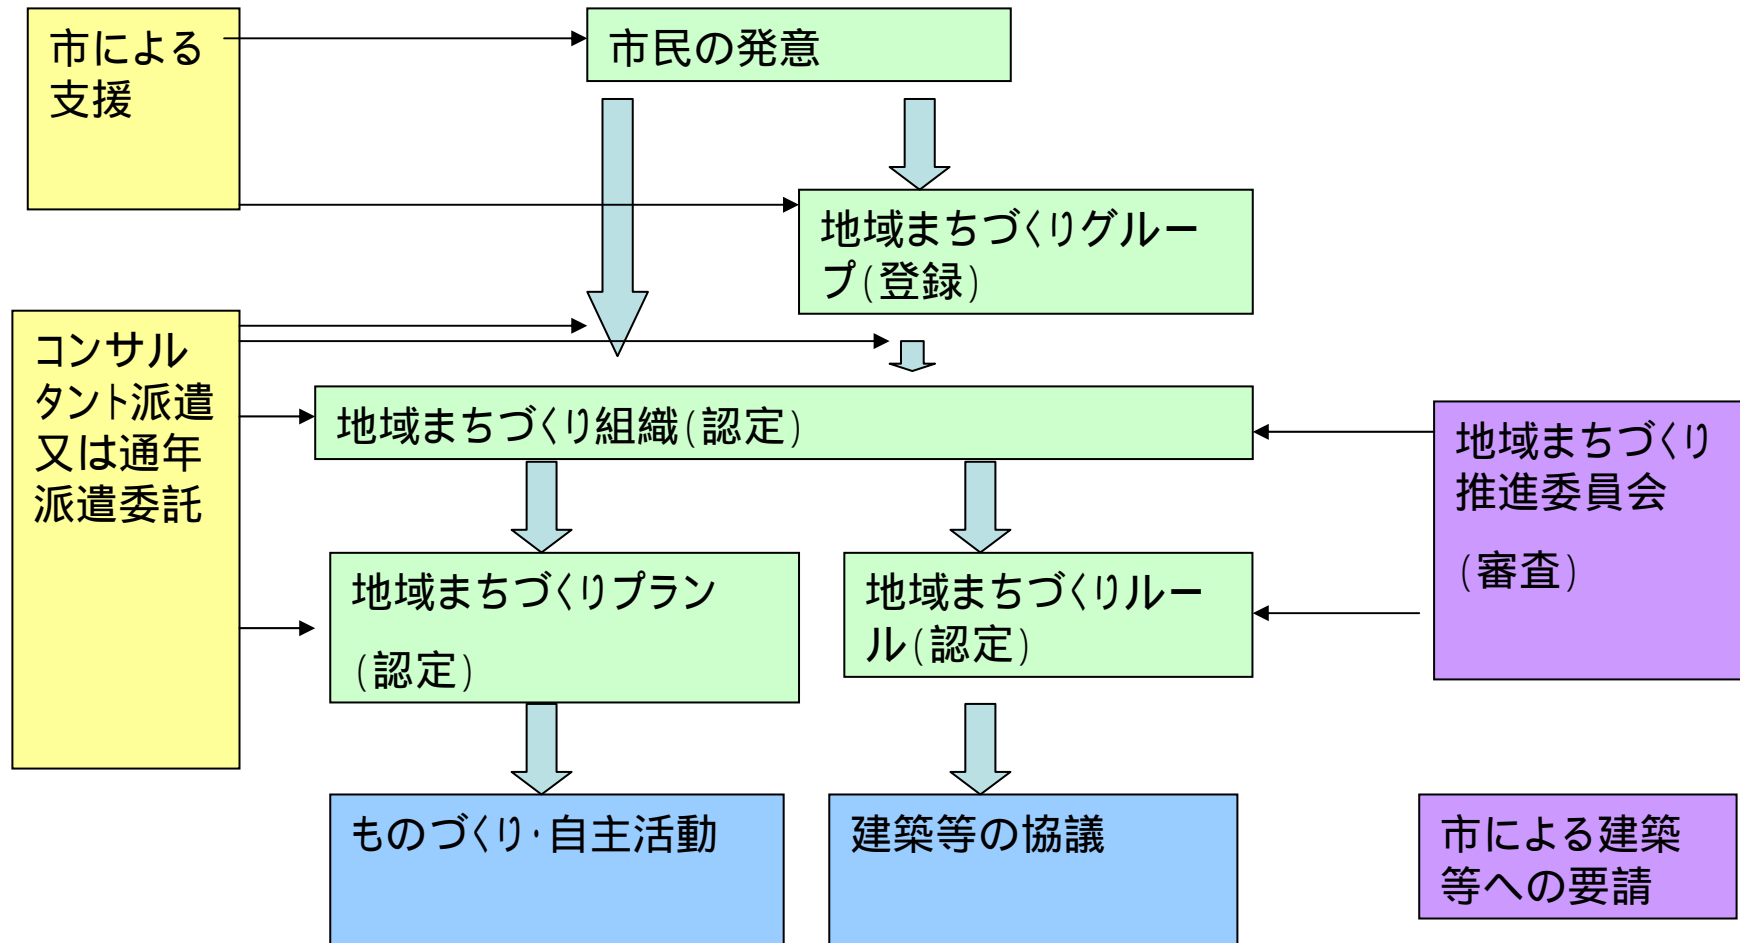 市による
支援
市民の発意
地域まちづくりグルー
プ(登録)
コンサル
タント派遣
又は通年
派遣委託
地域まちづくり組織(認定)
地域まちづくり
推進委員会
(審査)
地域まちづくりプラン
(認定)
地域まちづくりルー
ル(認定)
ものづくり・自主活動
建築等の協議
市による建築
等への要請